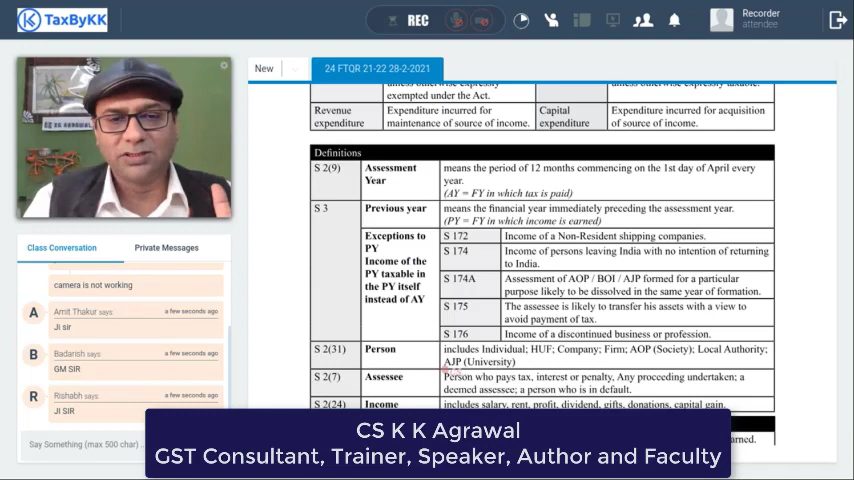 TaxByKK
REC
Recorder
attendee
New
24 FTQR 21-22 28-2-2021
exempted under the Act.
unless otherwise expressly taxable.
Revenue expenditure
Expenditure incurred for
maintenance of source of income.
Capital expenditure
Expenditure incurred for acquisition
of source of income.
Definitions
S 2(9)
Assessment
Year
means the period of 12 months commencing on the 1st day of April every
year.
(AY = FY in which tax is paid)
S 3
Previous year
means the financial year immediately preceding the assessment year.
(PY = FY in which income is earned)
Exceptions to
PY
Income of the
PY taxable in
the PY itself
instead of AY
S 172
Income of a Non-Resident shipping companies.
S 174
Income of persons leaving India with no intention of returning
to India.
S 174A
Assessment of AOP / BOI / AJP formed for a particular
purpose likely to be dissolved in the same year of formation.
S 175
The assessee is likely to transfer his assets with a view to
avoid payment of tax.
S 176
Income of a discontinued business or profession.
S 2(31)
Person
includes Individual; HUF; Company; Firm; AOP (Society); Local Authority;
AJP (University)
S 2(7)
Assessee
Person who pays tax, interest or penalty, Any proceeding undertaken; a
deemed assessee; a person who is in default.
S 2(24)
Income
includes salary, rent, profit, dividend, gifts, donations, capital gain,
earned.
Class Conversation
Private Messages
camera is not working
A
Amit Thakur says:
a few seconds ago
Ji sir
B
Badarish says:
a few seconds ago
GM SIR
R
Rishabh says:
a few seconds ago
JI SIR
Say Something (max 500 char) ..
CS K K Agrawal
GST Consultant, Trainer, Speaker, Author and Faculty